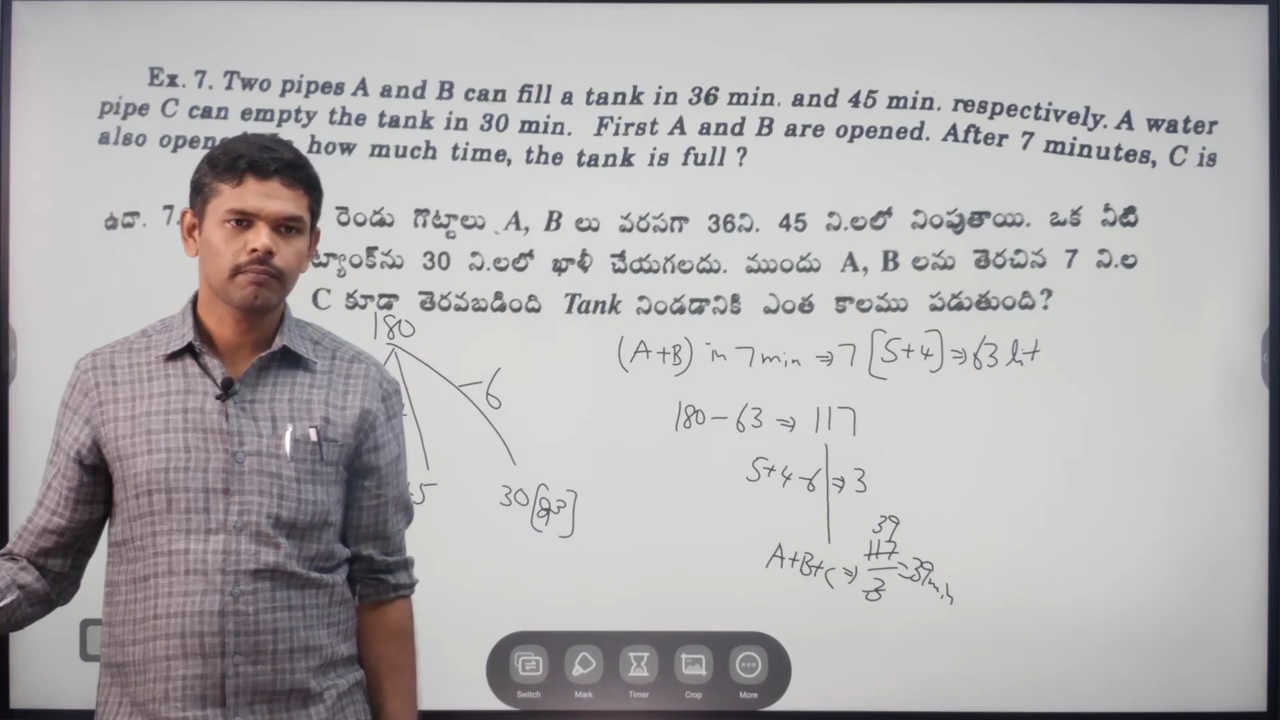 Ex. 7. Two pipes A and B can fill a tank in 36 min. and 45 min. respectively. A water
pipe C can empty the tank in 30 min. First A and B are opened. After 7 minutes, C is
also how much time, the tank is full ?
ఉదా. 7. రెండు గొట్టాలు A, B లు వరసగా 36ని. 45 ని.లలో నింపుతాయి. ఒక నీటి
ట్యాంక్‌ను 30 ని.లలో ఖాళీ చేయగలదు. ముందు A, B లను తెరచిన 7 ని.ల
C కూడా తెరవబడింది Tank నిండడానికి ఎంత కాలము పడుతుంది?
180
(A+B) in 7 min ⇒ 7 [5+4] ⇒ 63 lit
6
180 - 63 ⇒ 117
5+4-6 ⇒ 3
30
39
A+B+C ⇒ 117/3 = 39 min
Switch Mark Timer Crop More